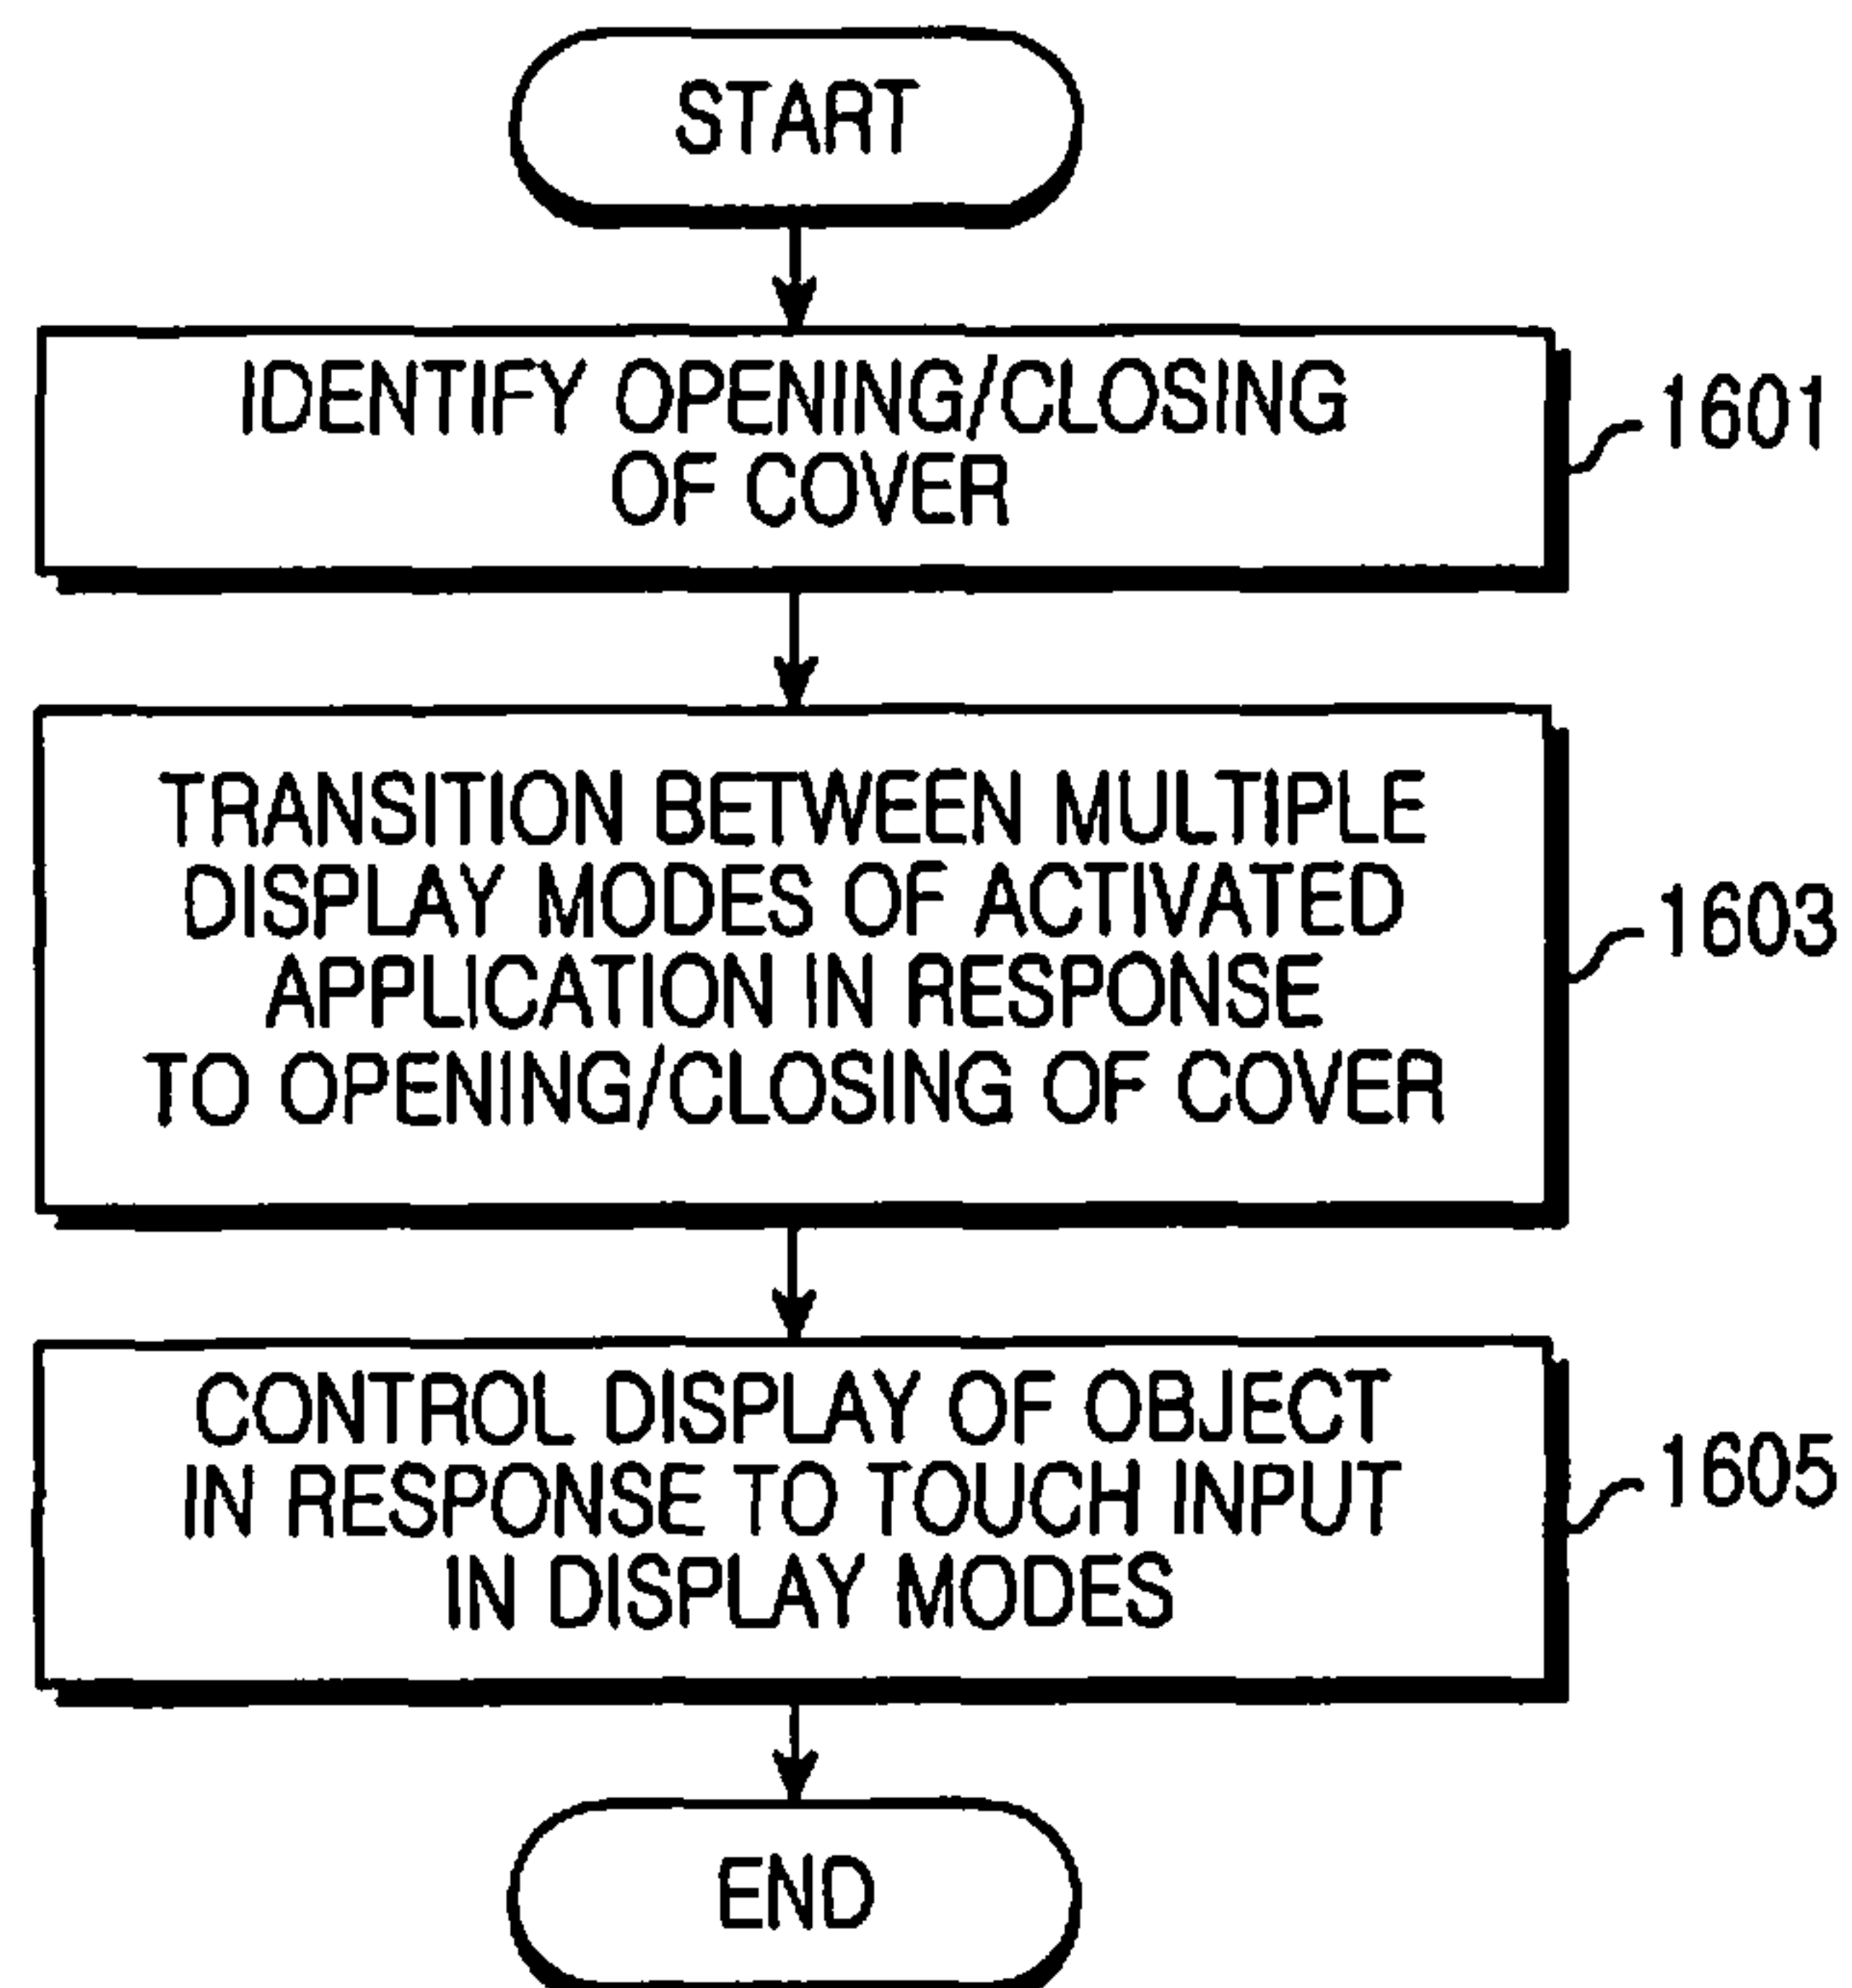 START
IDENTIFY OPENING/CLOSING
OF COVER
1601
TRANSITION BETWEEN MULTIPLE
DISPLAY MODES OF ACTIVATED
APPLICATION IN RESPONSE
TO OPENING/CLOSING OF COVER
1603
CONTROL DISPLAY OF OBJECT
IN RESPONSE TO TOUCH INPUT
IN DISPLAY MODES
1605
END